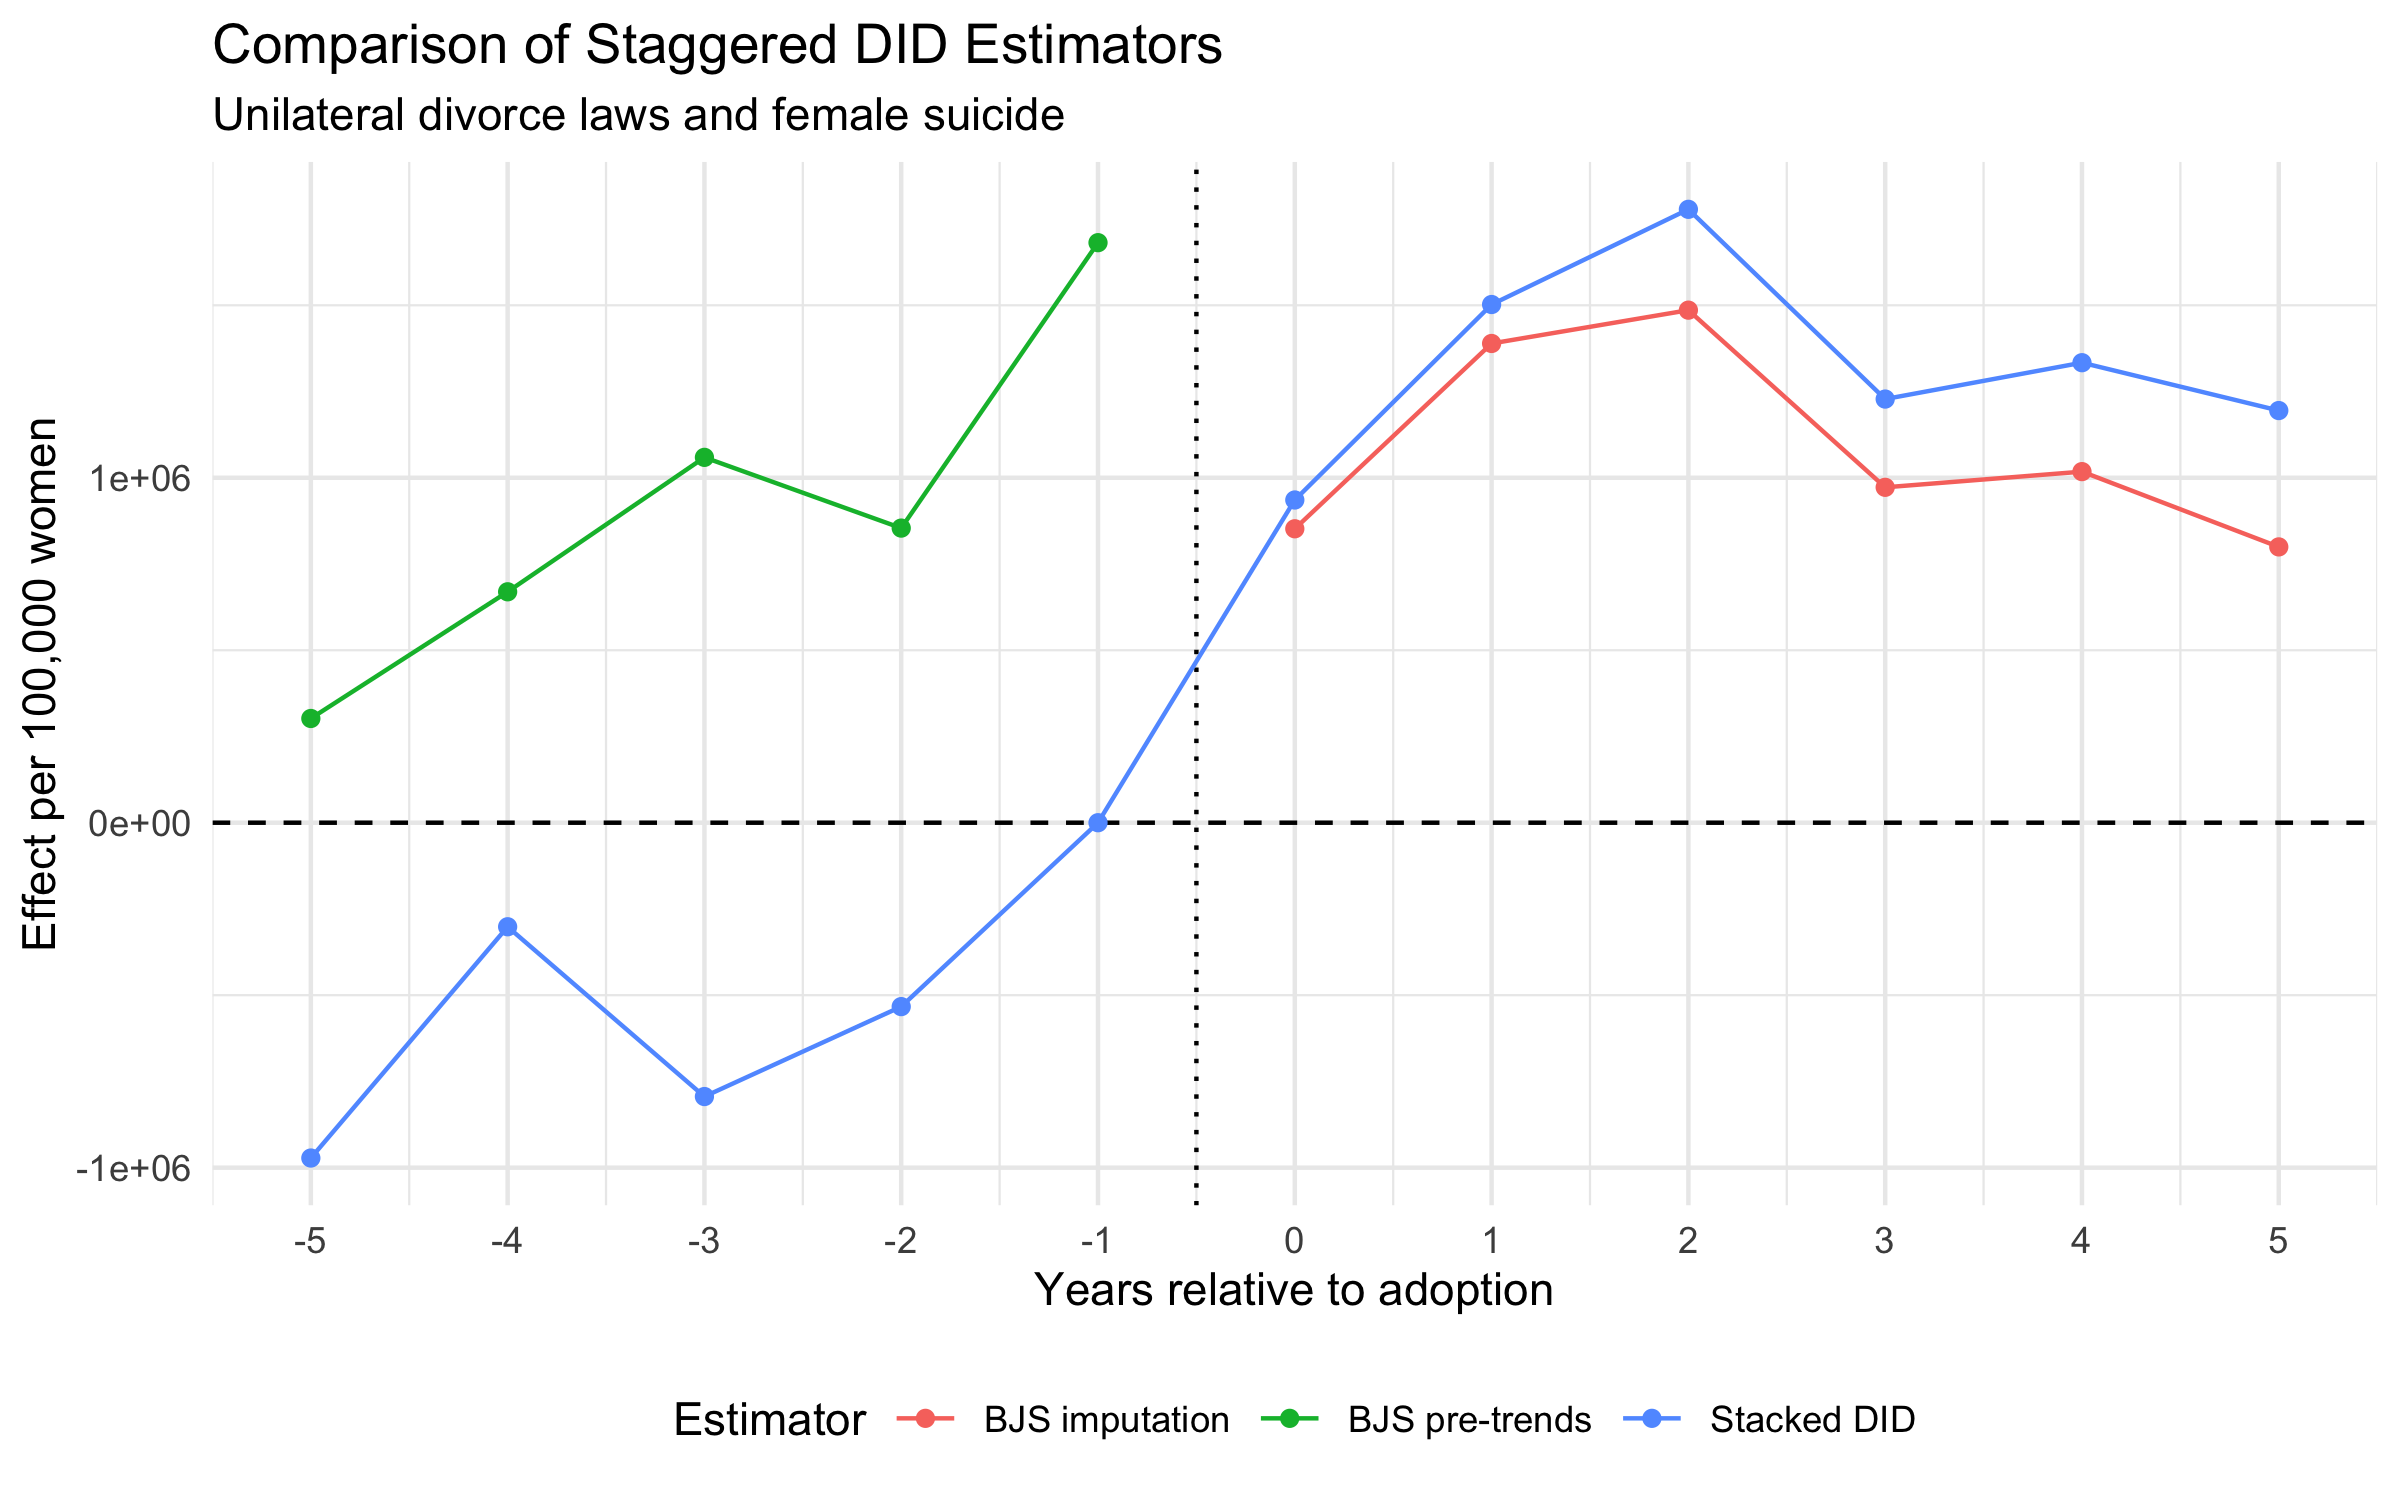 Comparison of Staggered DID Estimators
Unilateral divorce laws and female suicide
Effect per 100,000 women
1e+06
0e+00
-1e+06
-5 -4 -3 -2 -1 0 1 2 3 4 5
Years relative to adoption
Estimator BJS imputation BJS pre-trends Stacked DID